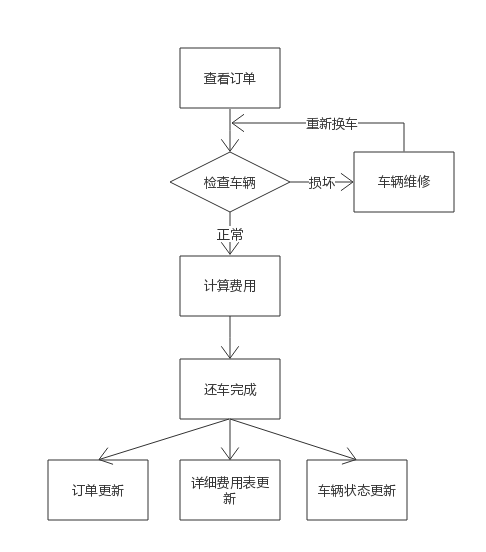 查看订单
重新换车
检查车辆
损坏
车辆维修
正常
计算费用
还车完成
订单更新
详细费用表更
新
车辆状态更新